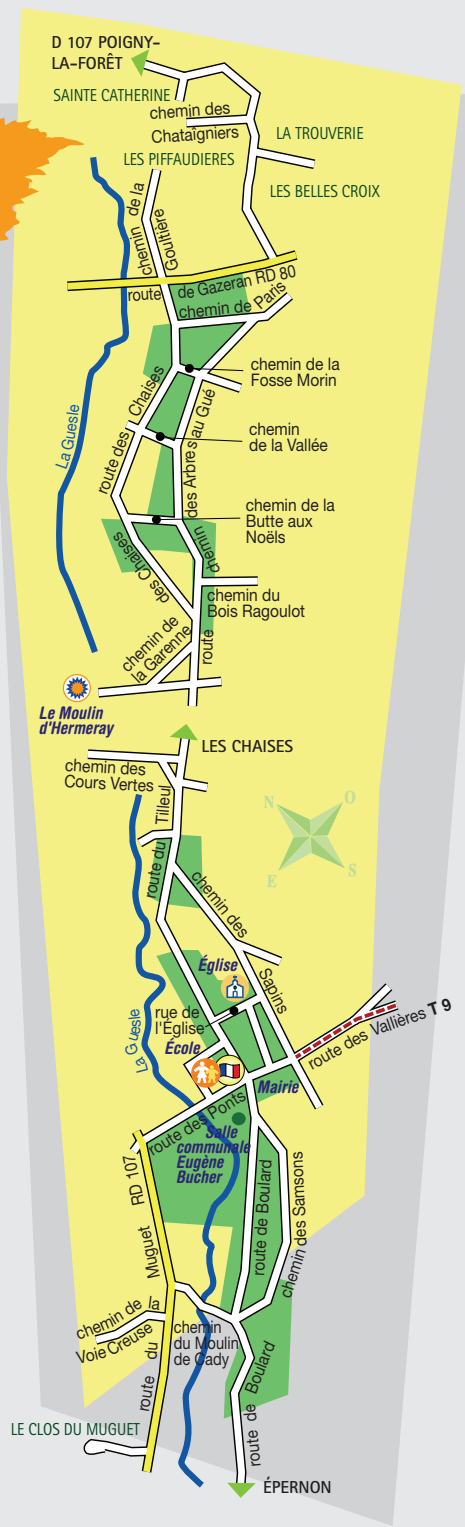 D 107 POIGNY-
LA-FORÊT
SAINTE CATHERINE
chemin des
Chataîgniers
LA TROUVERIE
LES PIFFAUDIERES
LES BELLES CROIX
chemin de la
Goultière
route de Gazeran RD 80
chemin de Paris
chemin de la
Fosse Morin
route des Chaises
chemin
de la Vallée
La Guesle
chemin des Arbres au Gué
chemin de la
Butte aux
Noëls
route des Chaises
chemin du
Bois Ragoulot
chemin de
la Garenne
Le Moulin
d'Hermeray
LES CHAISES
chemin des
Cours Vertes
route du Tilleul
N O
E S
chemin des Sapins
Église
La Guesle
rue de
l'Église
École
route des Vallières T 9
Mairie
route des Ponts
Salle
communale
Eugène
Bucher
route du Muguet RD 107
route de Boulard
chemin des Samsons
chemin de la
Voie Creuse
chemin
du Moulin
de Cady
route de Boulard
LE CLOS DU MUGUET
ÉPERNON